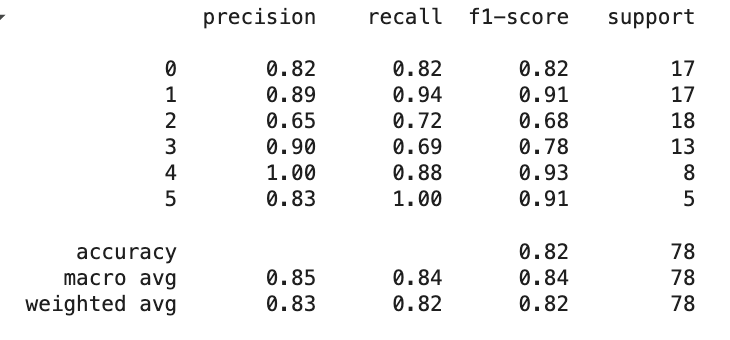 precision recall f1-score support
0 0.82 0.82 0.82 17
1 0.89 0.94 0.91 17
2 0.65 0.72 0.68 18
3 0.90 0.69 0.78 13
4 1.00 0.88 0.93 8
5 0.83 1.00 0.91 5
accuracy 0.82 78
macro avg 0.85 0.84 0.84 78
weighted avg 0.83 0.82 0.82 78